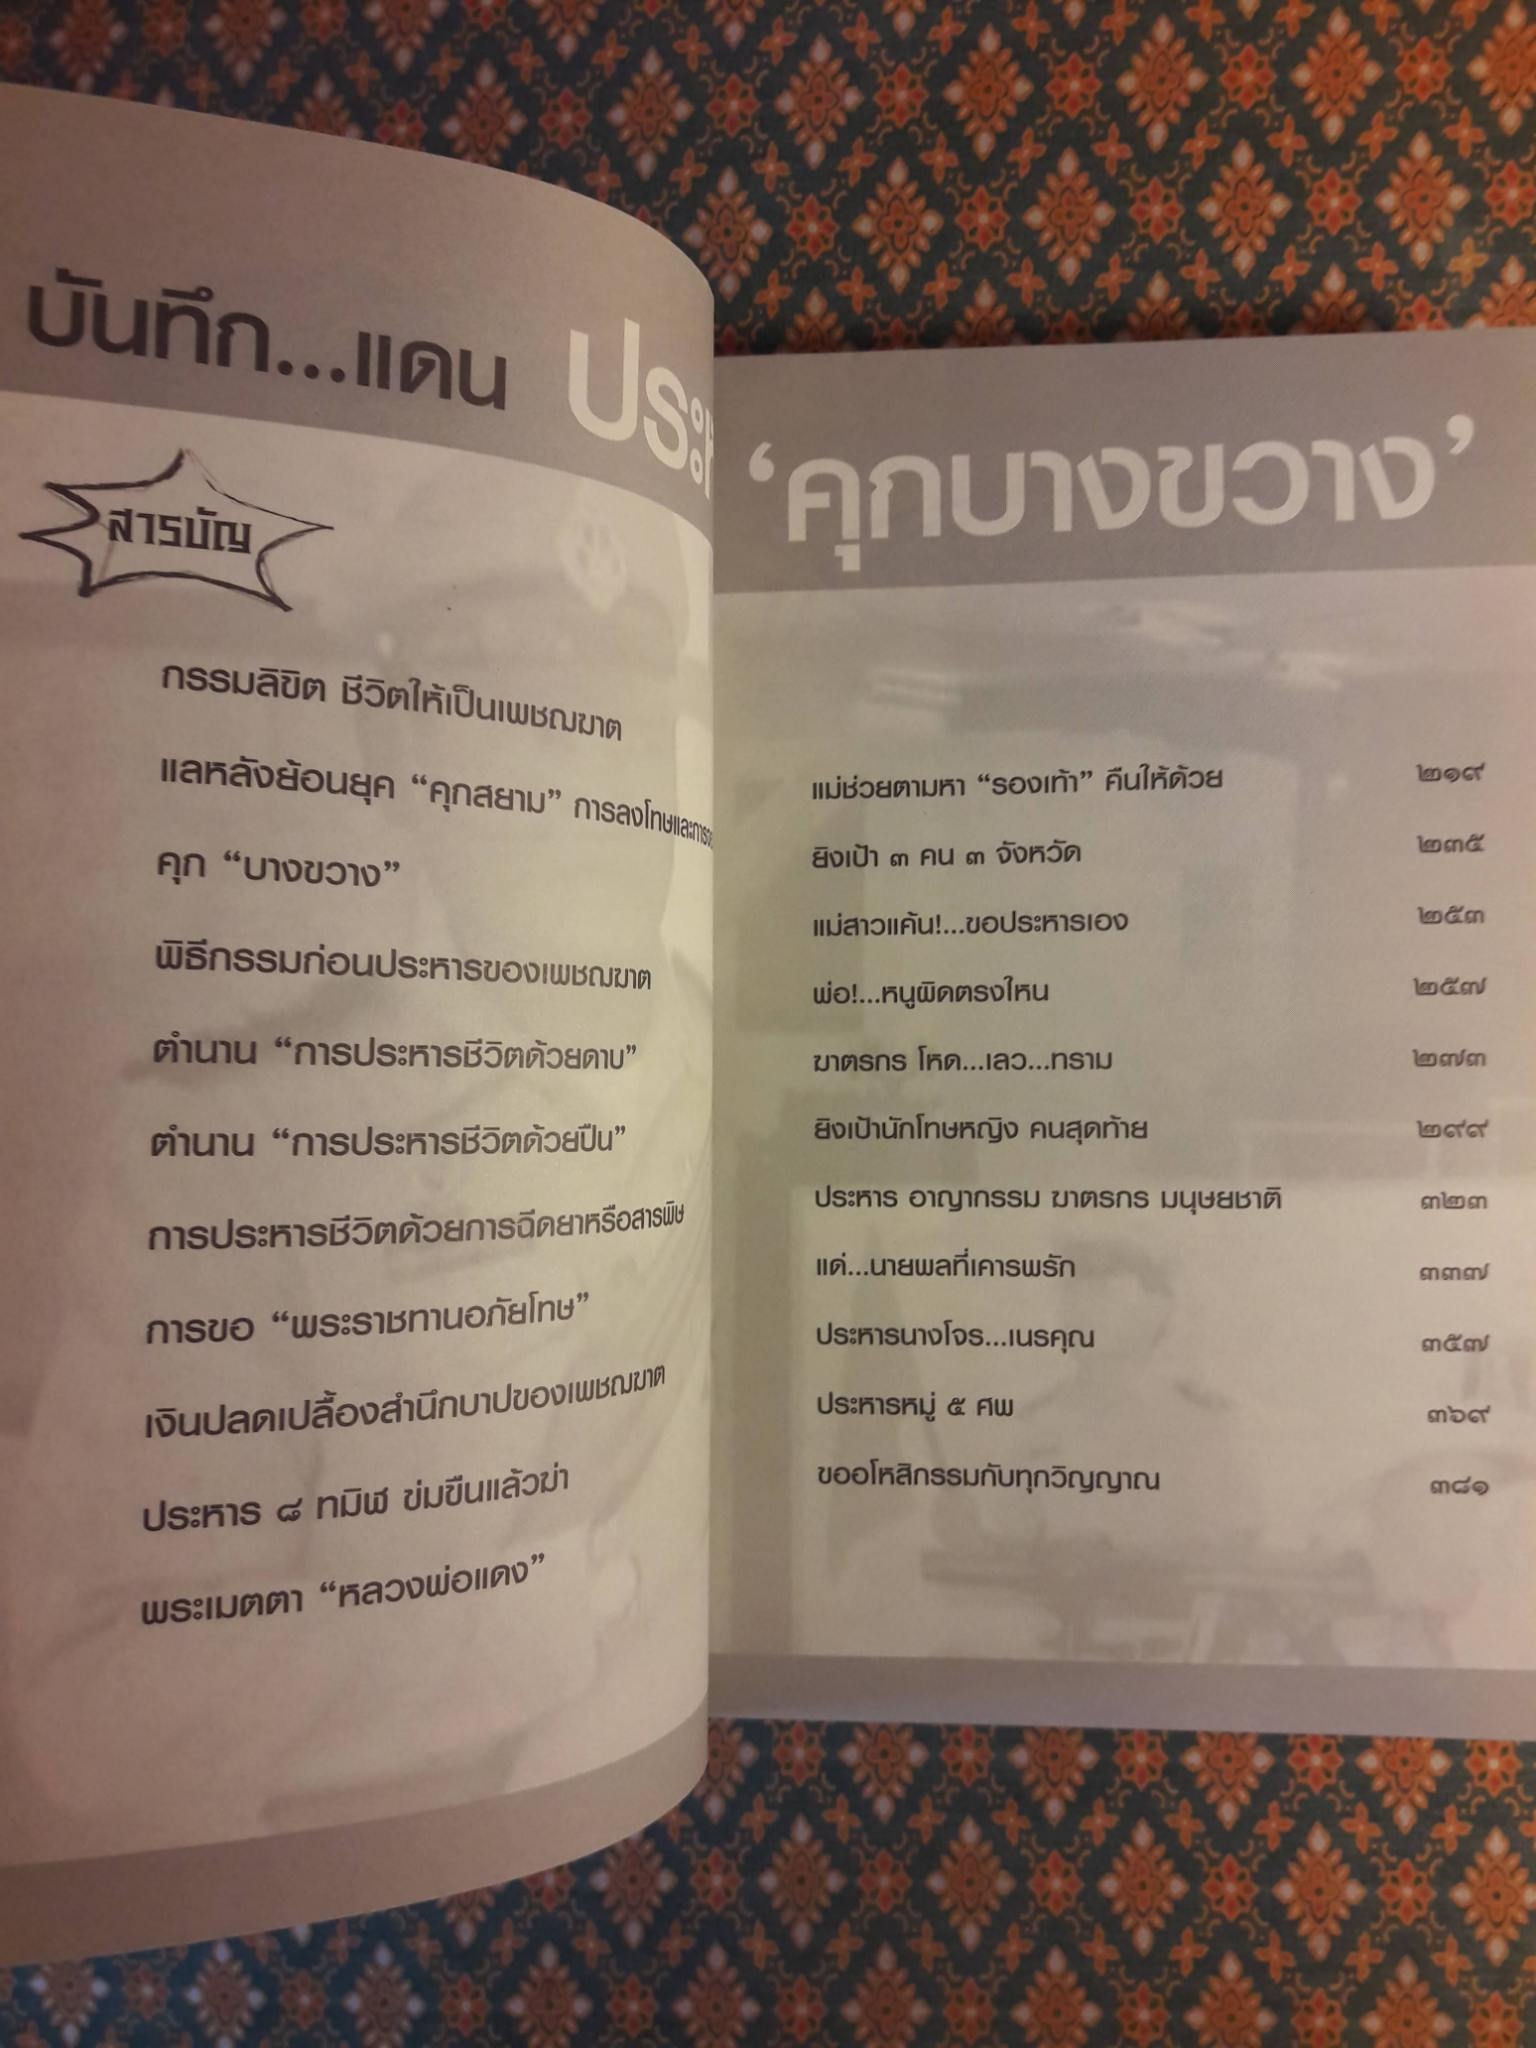 บันทึก...แดน
สารบัญ
กรรมลิขิต ชีวิตให้เป็นเพชฌฆาต
แลหลังย้อนยุค “คุกสยาม” การลงโทษและการ
คุก “บางขวาง”
พิธีกรรมก่อนประหารของเพชฌฆาต
ตำนาน “การประหารชีวิตด้วยดาบ”
ตำนาน “การประหารชีวิตด้วยปืน”
การประหารชีวิตด้วยการฉีดยาหรือสารพิษ
การขอ “พระราชทานอภัยโทษ”
เงินปลดเปลื้องสำนึกบาปของเพชฌฆาต
ประหาร ๘ ทมิฬ ข่มขืนแล้วฆ่า
พระเมตตา “หลวงพ่อแดง”
‘คุกบางขวาง’
แม่ช่วยตามหา “รองเท้า” คืนให้ด้วย ๒๑๙
ยิงเป้า ๓ คน ๓ จังหวัด ๒๓๕
แม่สาวแค้น!...ขอประหารเอง ๒๕๓
พ่อ!...หนูผิดตรงไหน ๒๕๗
ฆาตรกร โหด...เลว...ทราม ๒๗๓
ยิงเป้านักโทษหญิง คนสุดท้าย ๒๙๙
ประหาร อาญากรรม ฆาตรกร มนุษยชาติ ๓๒๓
แด่...นายพลที่เคารพรัก ๓๓๗
ประหารนางโจร...เนรคุณ ๓๕๗
ประหารหมู่ ๕ ศพ ๓๖๙
ขออโหสิกรรมกับทุกวิญญาณ ๓๘๑